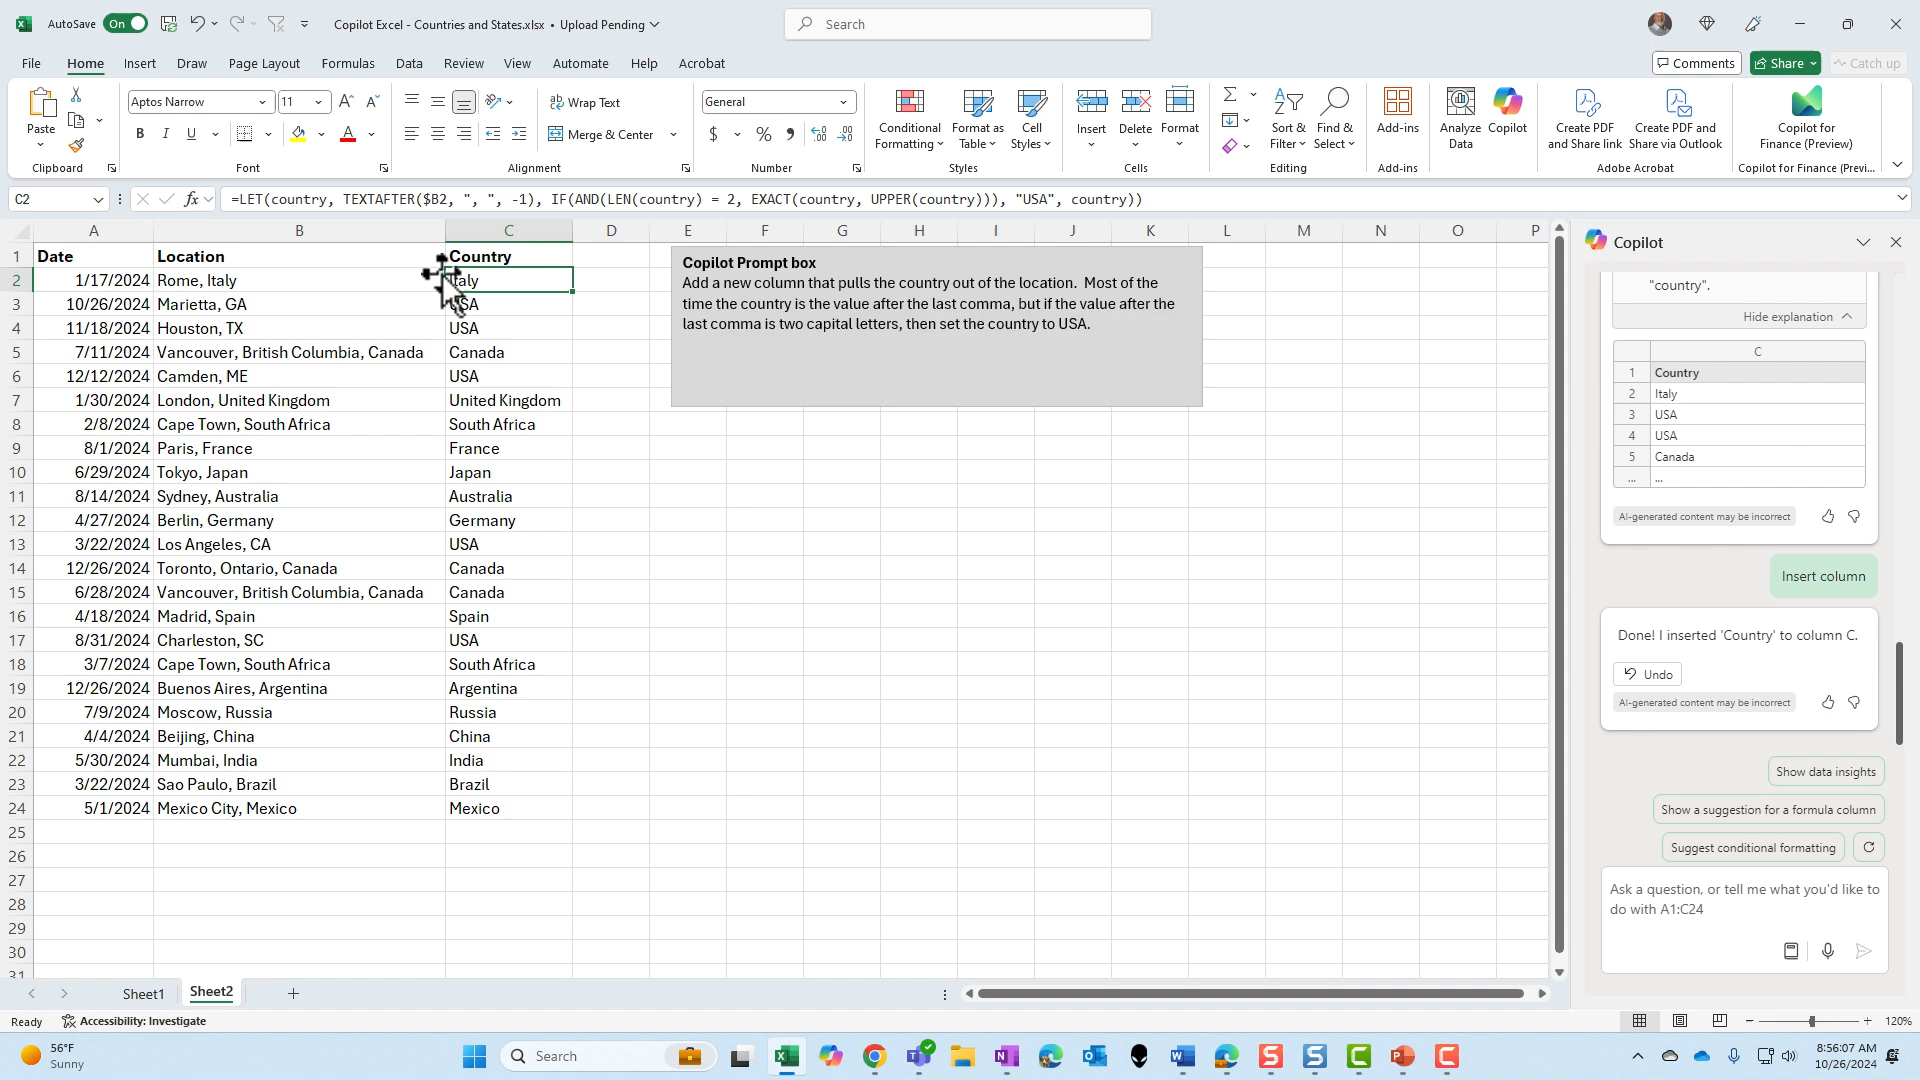 AutoSave On
Copilot Excel - Countries and States.xlsx • Upload Pending
Search
File Home Insert Draw Page Layout Formulas Data Review View Automate Help Acrobat
Comments Share Catch up
Paste
Clipboard
Aptos Narrow 11
B I U
Font
Wrap Text
Merge & Center
Alignment
General
$ % 9
Number
Conditional Formatting
Format as Table
Cell Styles
Styles
Insert Delete Format
Cells
Sort & Filter
Find & Select
Editing
Add-ins
Add-ins
Analyze Data
Copilot
Create PDF and Share link
Create PDF and Share via Outlook
Adobe Acrobat
Copilot for Finance (Preview)
Copilot for Finance (Previ...
C2
fx
=LET(country, TEXTAFTER($B2, ", ", -1), IF(AND(LEN(country) = 2, EXACT(country, UPPER(country))), "USA", country))
A B C D E F G H I J K L M N O P
1 Date Location Country
2 1/17/2024 Rome, Italy Italy
3 10/26/2024 Marietta, GA USA
4 11/18/2024 Houston, TX USA
5 7/11/2024 Vancouver, British Columbia, Canada Canada
6 12/12/2024 Camden, ME USA
7 1/30/2024 London, United Kingdom United Kingdom
8 2/8/2024 Cape Town, South Africa South Africa
9 8/1/2024 Paris, France France
10 6/29/2024 Tokyo, Japan Japan
11 8/14/2024 Sydney, Australia Australia
12 4/27/2024 Berlin, Germany Germany
13 3/22/2024 Los Angeles, CA USA
14 12/26/2024 Toronto, Ontario, Canada Canada
15 6/28/2024 Vancouver, British Columbia, Canada Canada
16 4/18/2024 Madrid, Spain Spain
17 8/31/2024 Charleston, SC USA
18 3/7/2024 Cape Town, South Africa South Africa
19 12/26/2024 Buenos Aires, Argentina Argentina
20 7/9/2024 Moscow, Russia Russia
21 4/4/2024 Beijing, China China
22 5/30/2024 Mumbai, India India
23 3/22/2024 Sao Paulo, Brazil Brazil
24 5/1/2024 Mexico City, Mexico Mexico
25
26
27
28
29
30
31
Copilot Prompt box
Add a new column that pulls the country out of the location. Most of the
time the country is the value after the last comma, but if the value after the
last comma is two capital letters, then set the country to USA.
Copilot
"country".
Hide explanation
C
1 Country
2 Italy
3 USA
4 USA
5 Canada
... ...
AI-generated content may be incorrect
Insert column
Done! I inserted 'Country' to column C.
Undo
AI-generated content may be incorrect
Show data insights
Show a suggestion for a formula column
Suggest conditional formatting
Ask a question, or tell me what you'd like to
do with A1:C24
Sheet1 Sheet2
Ready Accessibility: Investigate
120%
56°F
Sunny
Search
8:56:07 AM
10/26/2024